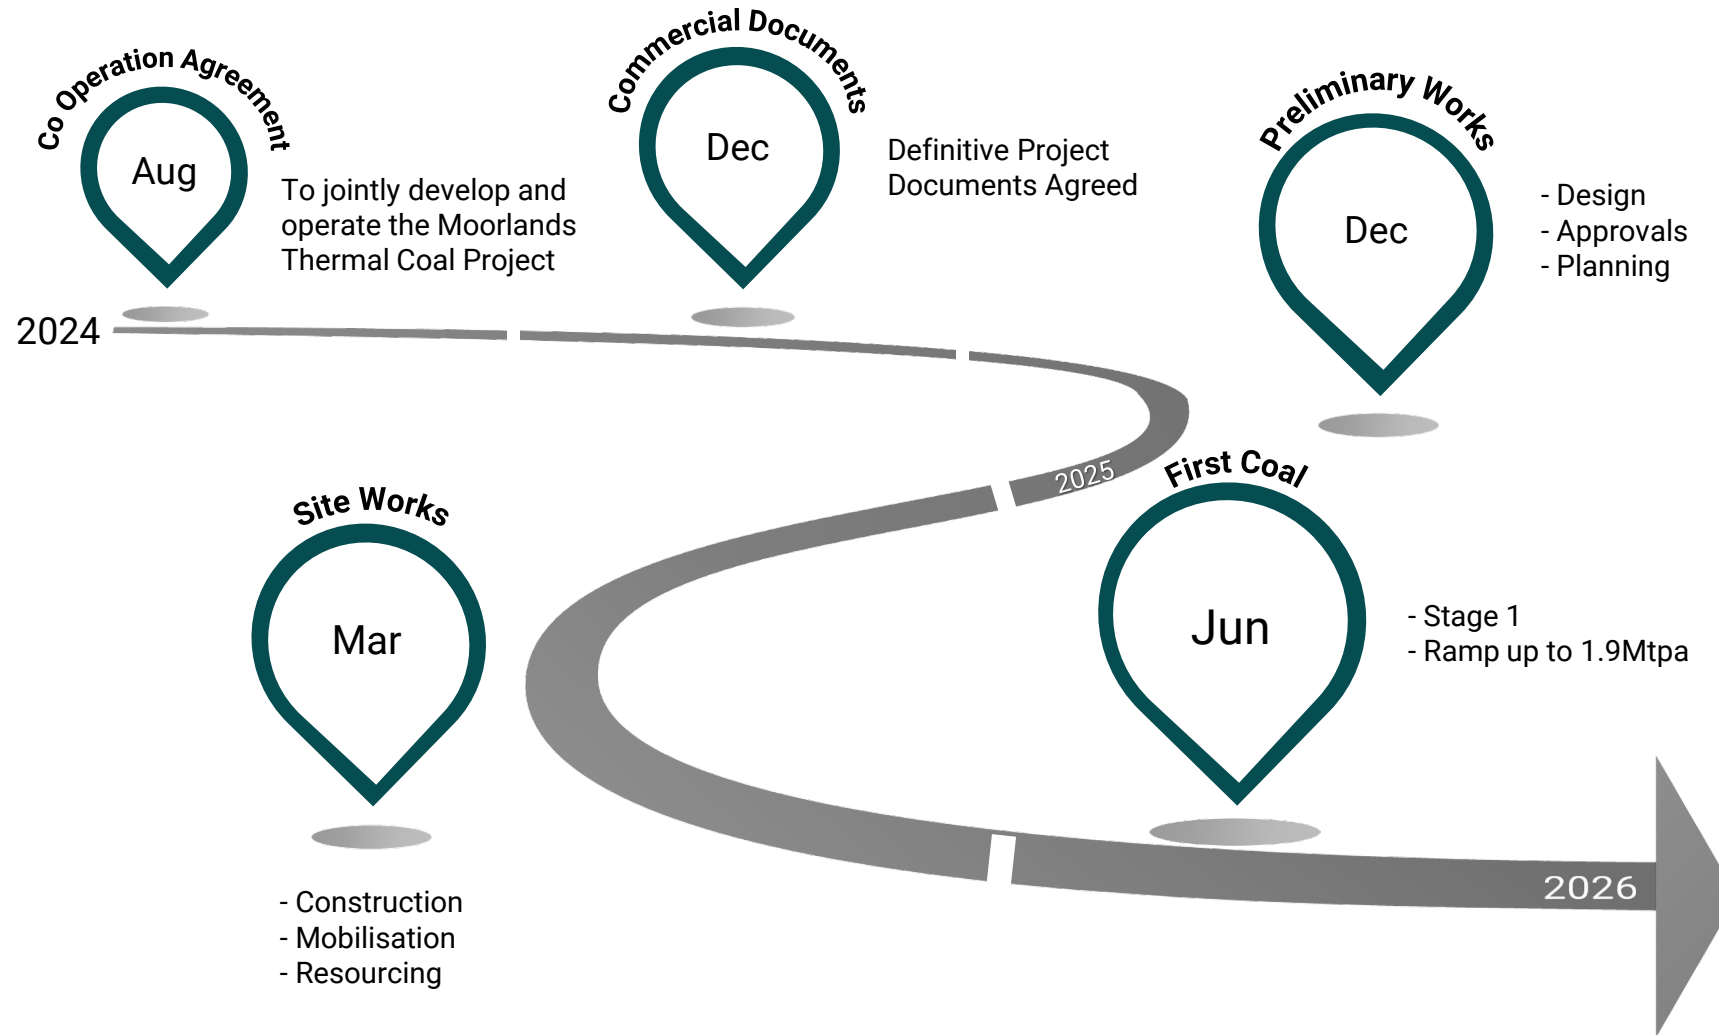 Co Operation Agreement
Aug
To jointly develop and
operate the Moorlands
Thermal Coal Project
Commercial Documents
Dec
Definitive Project
Documents Agreed
Preliminary Works
Dec
- Design
- Approvals
- Planning
2024
2025
Site Works
Mar
- Construction
- Mobilisation
- Resourcing
First Coal
Jun
- Stage 1
- Ramp up to 1.9Mtpa
2026